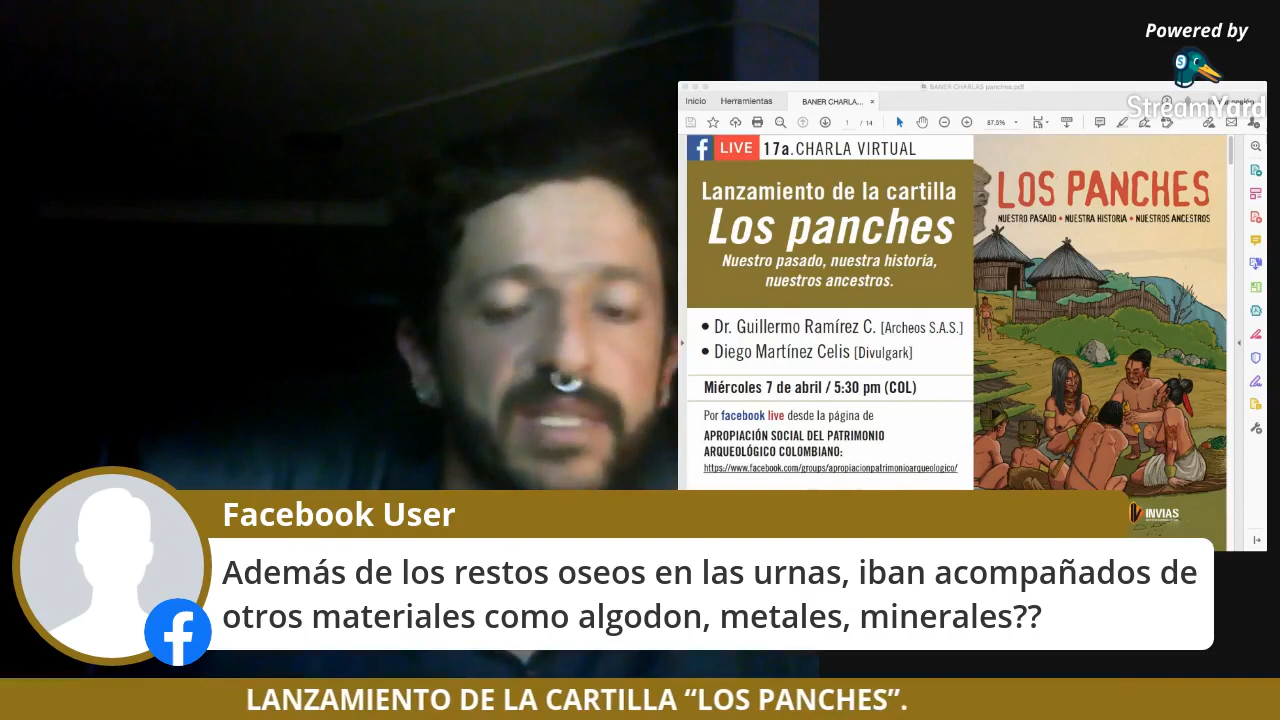 Powered by
StreamYard
BANER CHARLAS panches.pdf
Inicio
Herramientas
BANER CHARLA... ×
1 / 14
87,5%
LIVE 17a. CHARLA VIRTUAL
Lanzamiento de la cartilla
Los panches
Nuestro pasado, nuestra historia,
nuestros ancestros.
• Dr. Guillermo Ramírez C. [Archeos S.A.S.]
• Diego Martínez Celis [Divulgark]
Miércoles 7 de abril / 5:30 pm (COL)
Por facebook live desde la página de
APROPIACIÓN SOCIAL DEL PATRIMONIO
ARQUEOLÓGICO COLOMBIANO:
https://www.facebook.com/groups/apropiacionpatrimonioarqueologico/
LOS PANCHES
NUESTRO PASADO • NUESTRA HISTORIA • NUESTROS ANCESTROS
INVIAS
Facebook User
Además de los restos oseos en las urnas, iban acompañados de
otros materiales como algodon, metales, minerales??
LANZAMIENTO DE LA CARTILLA “LOS PANCHES”.